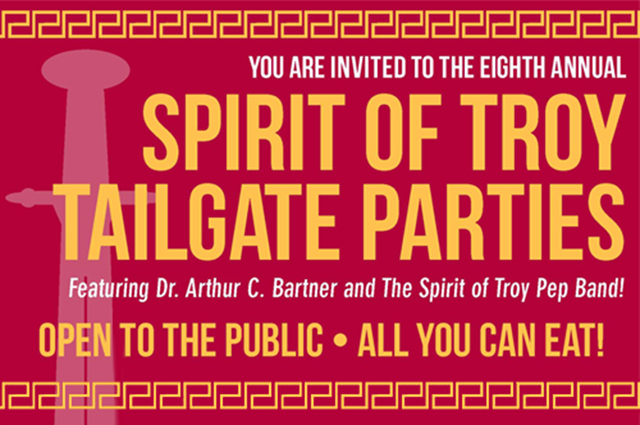 YOU ARE INVITED TO THE EIGHTH ANNUAL
SPIRIT OF TROY
TAILGATE PARTIES
Featuring Dr. Arthur C. Bartner and The Spirit of Troy Pep Band!
OPEN TO THE PUBLIC • ALL YOU CAN EAT!